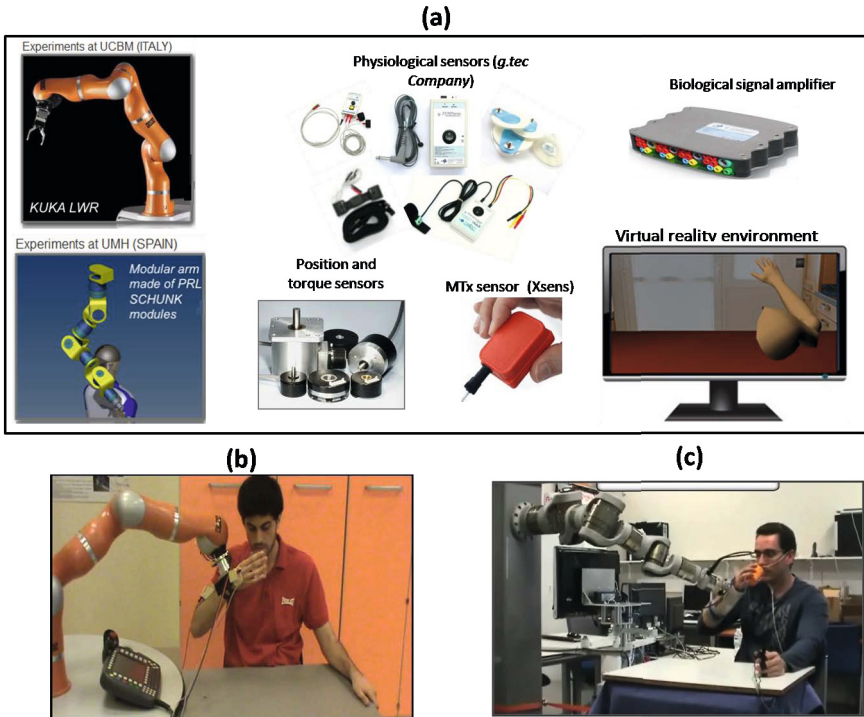 (a)
Experiments at UCBM (ITALY)
KUKA LWR
Physiological sensors (g.tec
Company)
Biological signal amplifier
Experiments at UMH (SPAIN)
Modular arm
made of PRL
SCHUNK
modules
Position and
torque sensors
MTx sensor (Xsens)
Virtual reality environment
(b)
(c)